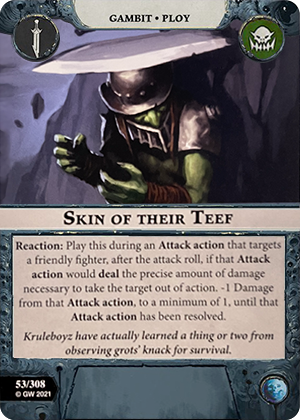 GAMBIT • PLOY
SKIN OF THEIR TEEF
Reaction: Play this during an Attack action that targets
a friendly fighter, after the attack roll, if that Attack
action would deal the precise amount of damage
necessary to take the target out of action. -1 Damage
from that Attack action, to a minimum of 1, until that
Attack action has been resolved.
Kruleboyz have actually learned a thing or two from
observing grots' knack for survival.
53/308
© GW 2021